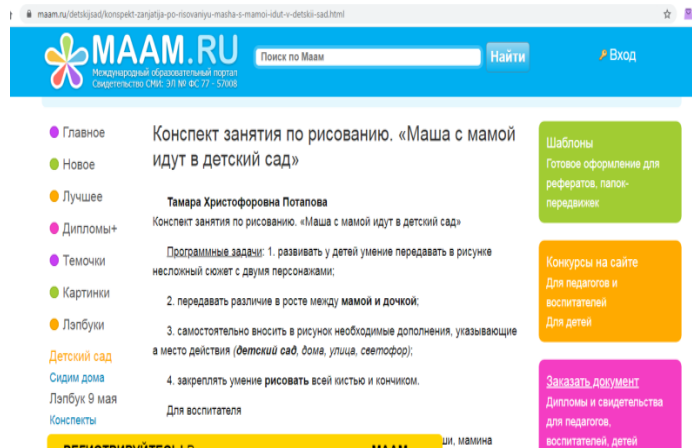 maam.ru/detskijsad/konspekt-zanjatija-po-risovaniyu-masha-s-mamoi-idut-v-detskii-sad.html
MAAM.RU
Международный образовательный портал
Свидетельство СМИ: ЭЛ № ФС 77 - 57008
Поиск по Маам
Найти
Вход
Главное
Новое
Лучшее
Дипломы+
Темочки
Картинки
Лэпбуки
Детский сад
Сидим дома
Лэпбук 9 мая
Конспекты
Конспект занятия по рисованию. «Маша с мамой
идут в детский сад»
Тамара Христофоровна Потапова
Конспект занятия по рисованию. «Маша с мамой идут в детский сад»
Программные задачи: 1. развивать у детей умение передавать в рисунке
несложный сюжет с двумя персонажами;
2. передавать различие в росте между мамой и дочкой;
3. самостоятельно вносить в рисунок необходимые дополнения, указывающие
а место действия (детский сад, дома, улица, светофор);
4. закреплять умение рисовать всей кистью и кончиком.
Для воспитателя
мамина
Шаблоны
Готовое оформление для
рефератов, папок-
передвижек
Конкурсы на сайте
Для педагогов и
воспитателей
Для детей
Заказать документ
Дипломы и свидетельства
для педагогов,
воспитателей, детей